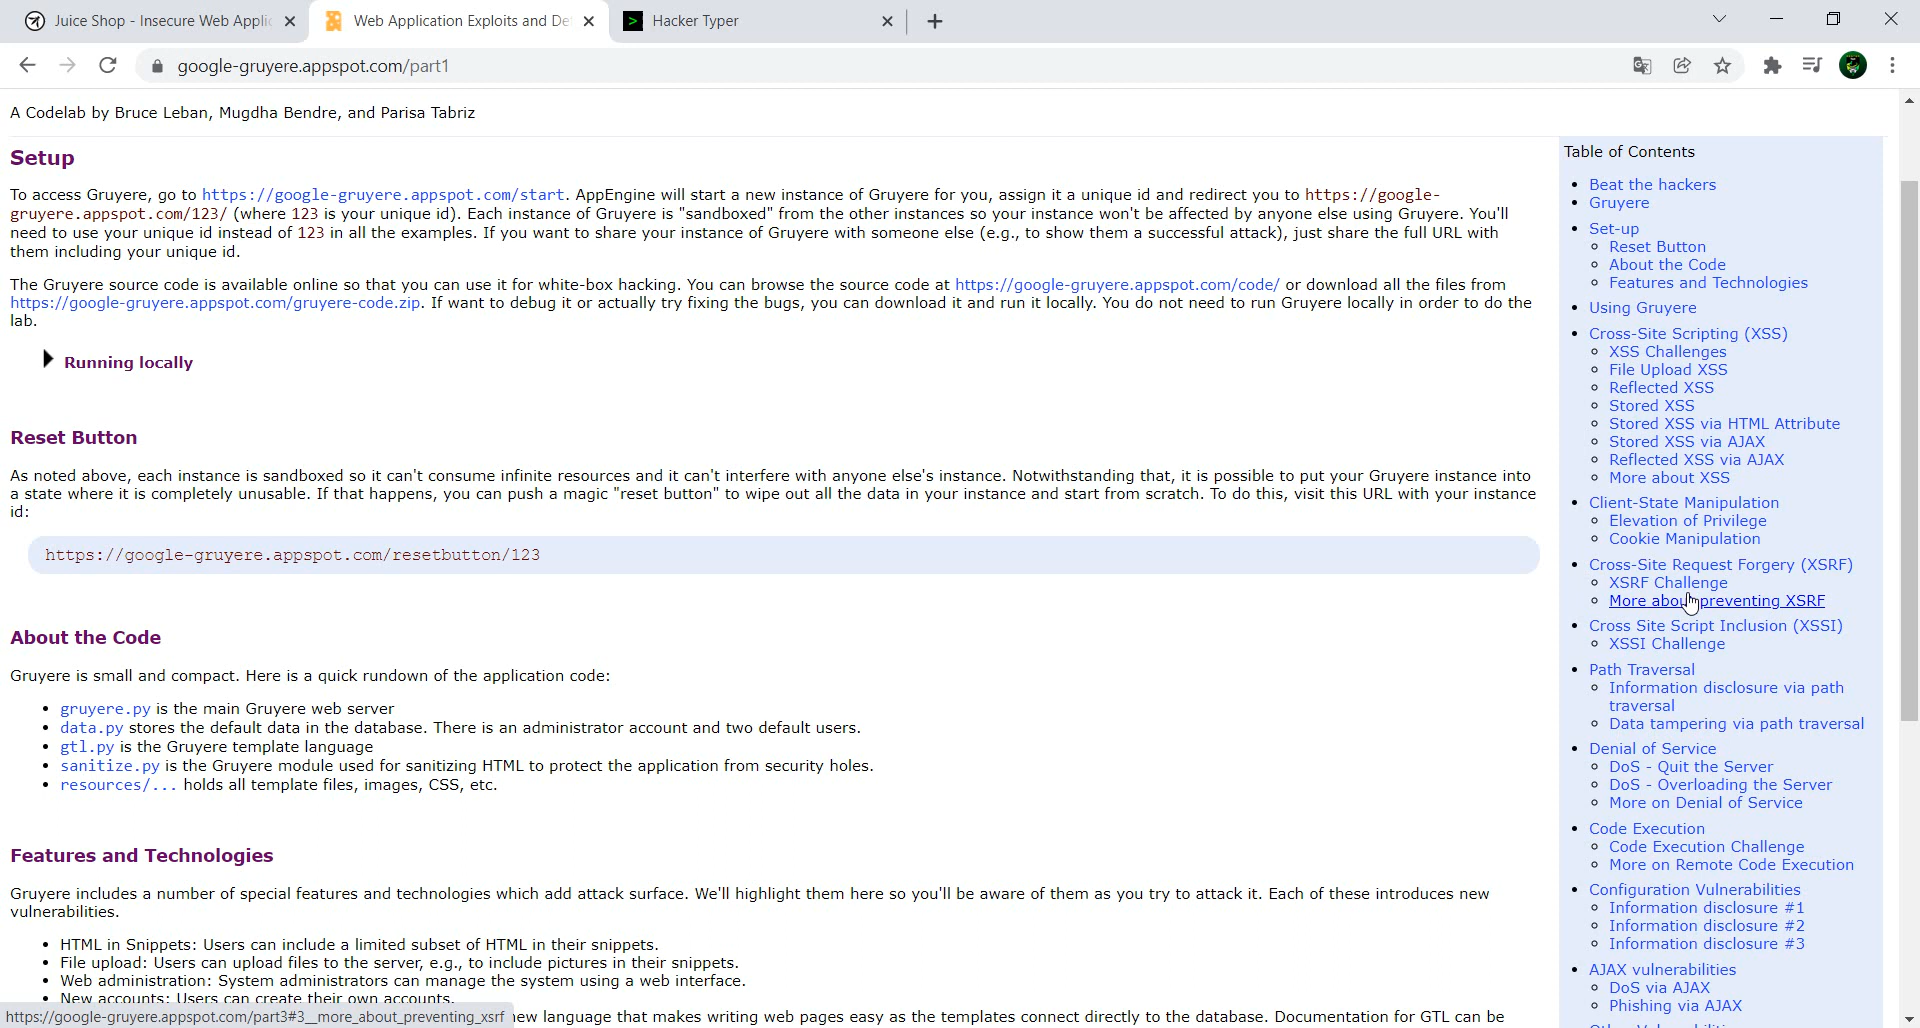 Juice Shop - Insecure Web Applic
Web Application Exploits and De
Hacker Typer
google-gruyere.appspot.com/part1
A Codelab by Bruce Leban, Mugdha Bendre, and Parisa Tabriz
Setup
To access Gruyere, go to https://google-gruyere.appspot.com/start. AppEngine will start a new instance of Gruyere for you, assign it a unique id and redirect you to https://google-
gruyere.appspot.com/123/ (where 123 is your unique id). Each instance of Gruyere is "sandboxed" from the other instances so your instance won't be affected by anyone else using Gruyere. You'll
need to use your unique id instead of 123 in all the examples. If you want to share your instance of Gruyere with someone else (e.g., to show them a successful attack), just share the full URL with
them including your unique id.
The Gruyere source code is available online so that you can use it for white-box hacking. You can browse the source code at https://google-gruyere.appspot.com/code/ or download all the files from
https://google-gruyere.appspot.com/gruyere-code.zip. If want to debug it or actually try fixing the bugs, you can download it and run it locally. You do not need to run Gruyere locally in order to do the
lab.
Running locally
Reset Button
As noted above, each instance is sandboxed so it can't consume infinite resources and it can't interfere with anyone else's instance. Notwithstanding that, it is possible to put your Gruyere instance into
a state where it is completely unusable. If that happens, you can push a magic "reset button" to wipe out all the data in your instance and start from scratch. To do this, visit this URL with your instance
id:
https://google-gruyere.appspot.com/resetbutton/123
About the Code
Gruyere is small and compact. Here is a quick rundown of the application code:
• gruyere.py is the main Gruyere web server
• data.py stores the default data in the database. There is an administrator account and two default users.
• gtl.py is the Gruyere template language
• sanitize.py is the Gruyere module used for sanitizing HTML to protect the application from security holes.
• resources/... holds all template files, images, CSS, etc.
Features and Technologies
Gruyere includes a number of special features and technologies which add attack surface. We'll highlight them here so you'll be aware of them as you try to attack it. Each of these introduces new
vulnerabilities.
• HTML in Snippets: Users can include a limited subset of HTML in their snippets.
• File upload: Users can upload files to the server, e.g., to include pictures in their snippets.
• Web administration: System administrators can manage the system using a web interface.
• New accounts: Users can create their own accounts.
new language that makes writing web pages easy as the templates connect directly to the database. Documentation for GTL can be
https://google-gruyere.appspot.com/part3#3__more_about_preventing_xsrf
Table of Contents
• Beat the hackers
• Gruyere
• Set-up
Reset Button
About the Code
Features and Technologies
• Using Gruyere
• Cross-Site Scripting (XSS)
XSS Challenges
File Upload XSS
Reflected XSS
Stored XSS
Stored XSS via HTML Attribute
Stored XSS via AJAX
Reflected XSS via AJAX
More about XSS
• Client-State Manipulation
Elevation of Privilege
Cookie Manipulation
• Cross-Site Request Forgery (XSRF)
XSRF Challenge
More about preventing XSRF
• Cross Site Script Inclusion (XSSI)
XSSI Challenge
• Path Traversal
Information disclosure via path
traversal
Data tampering via path traversal
• Denial of Service
DoS - Quit the Server
DoS - Overloading the Server
More on Denial of Service
• Code Execution
Code Execution Challenge
More on Remote Code Execution
• Configuration Vulnerabilities
Information disclosure #1
Information disclosure #2
Information disclosure #3
• AJAX vulnerabilities
DoS via AJAX
Phishing via AJAX